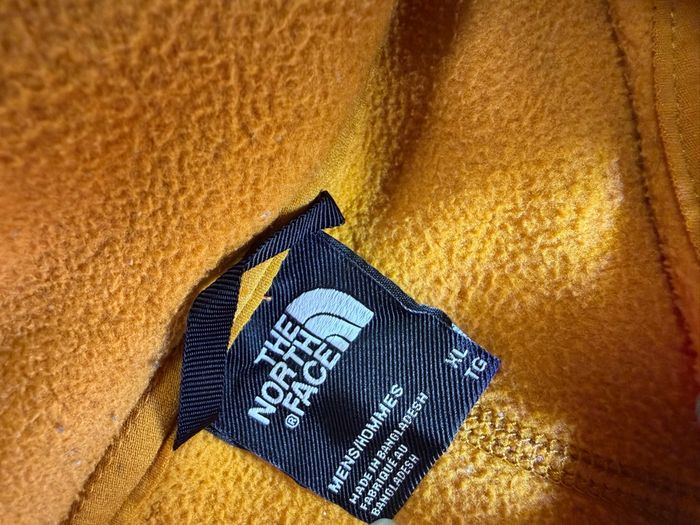 THE
NORTH
FACE®
XL
TG
MENS/HOMMES
MADE IN BANGLADESH
FABRIQUÉ AU
BANGLADESH